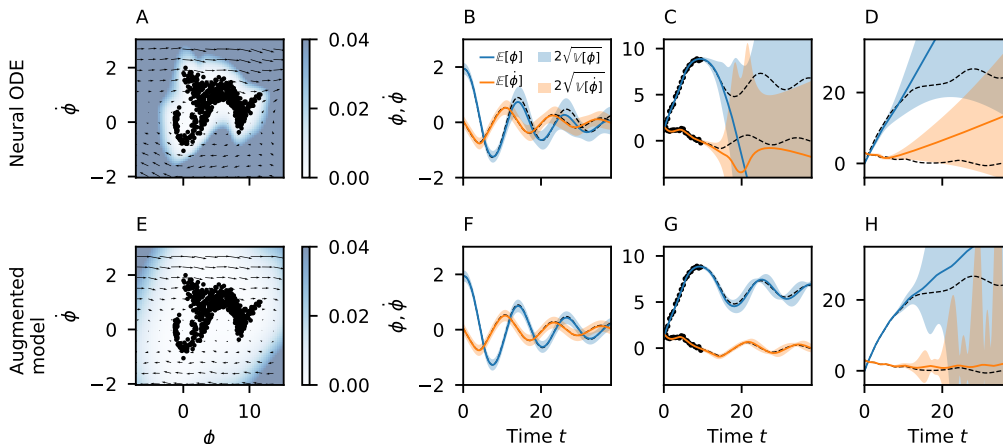 A B C D
Neural ODE
ϕ̇
2
0
−2
0.04
0.02
0.00
ϕ, ϕ̇
2
0
−2
𝔼[ϕ] 2√𝕍[ϕ]
𝔼[ϕ̇] 2√𝕍[ϕ̇]
10
5
0
20
0
E F G H
Augmented
model
ϕ̇
2
0
−2
0.04
0.02
0.00
ϕ, ϕ̇
2
0
−2
10
5
0
20
0
0 10
0 20
0 20
0 20
ϕ
Time t
Time t
Time t